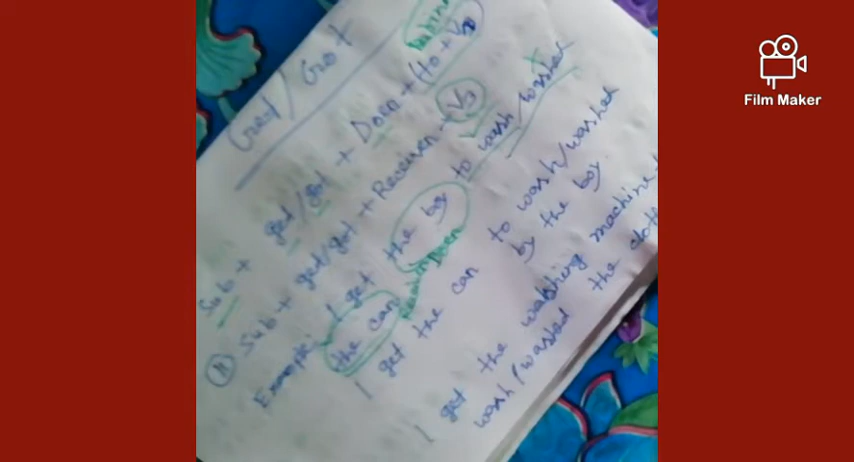 Get / Got
Sub + get/got + Doer + (to +
Sub + get/got + Receiver + V3
Example: I get the boy to wash/washed
the car
Doer
I get the car to wash/washed
by the boy
I get the washing machine
wash/washed the
Film Maker